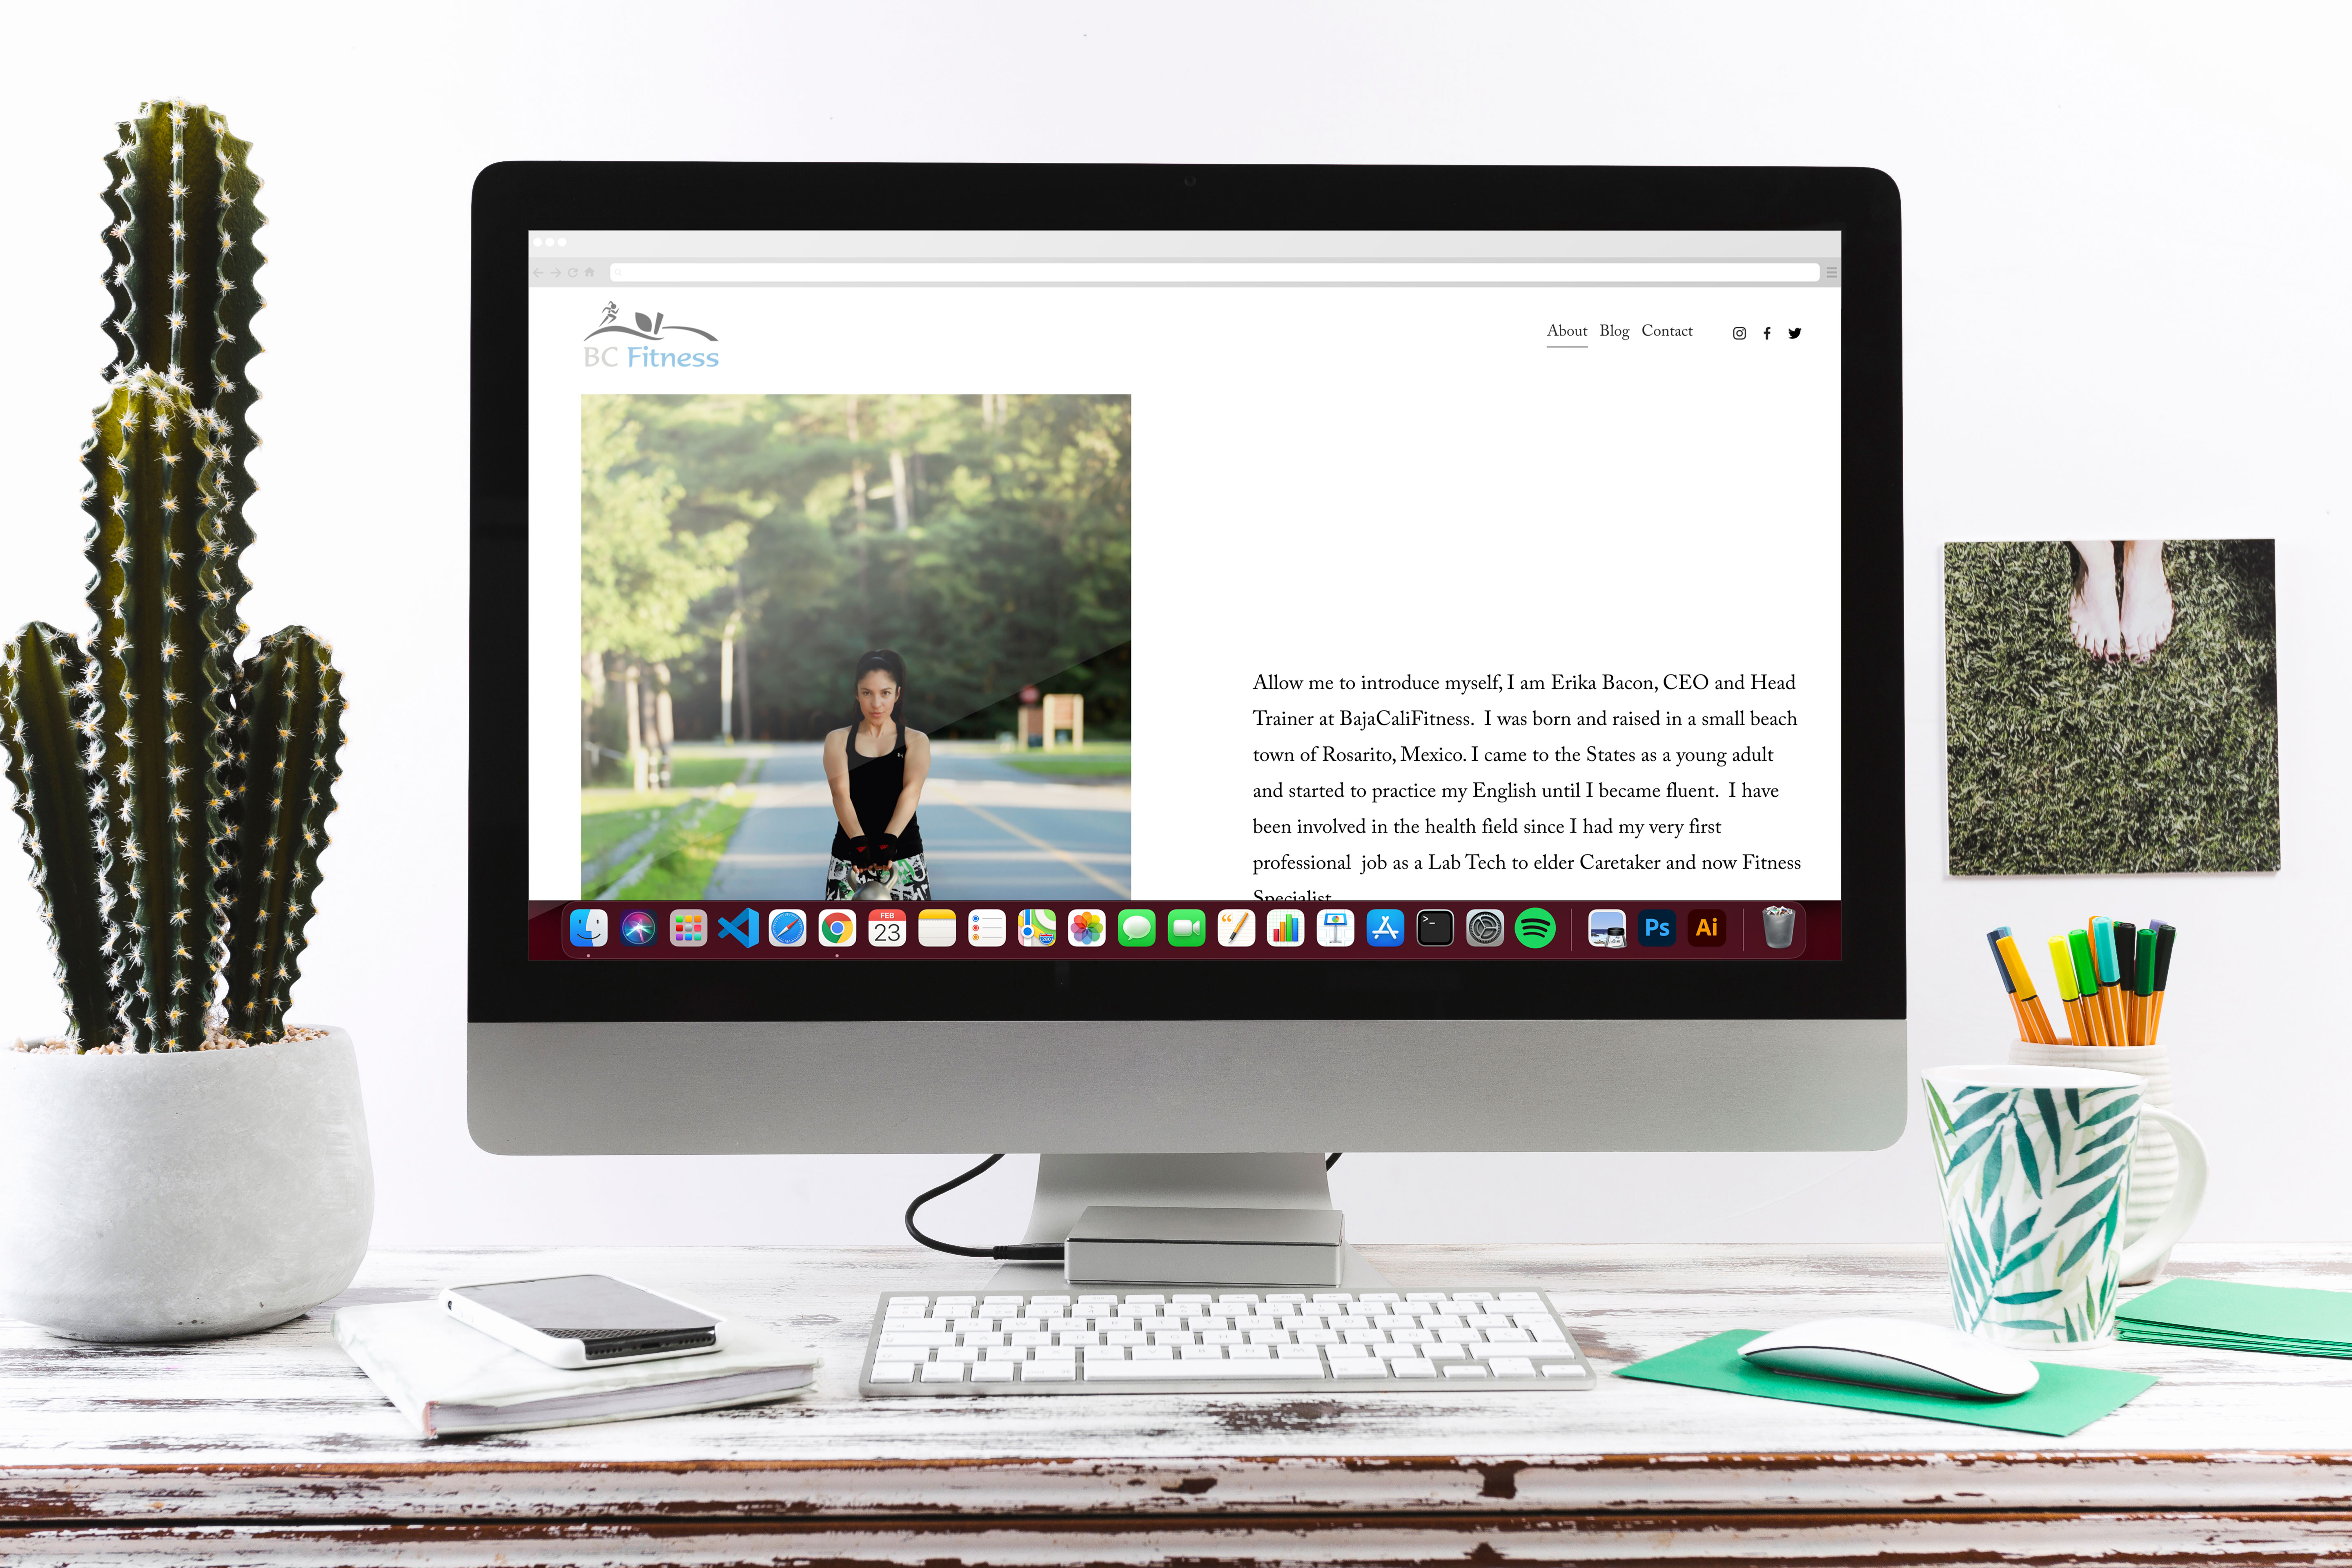 BC Fitness
About Blog Contact
Allow me to introduce myself, I am Erika Bacon, CEO and Head
Trainer at BajaCaliFitness.  I was born and raised in a small beach
town of Rosarito, Mexico. I came to the States as a young adult
and started to practice my English until I became fluent.  I have
been involved in the health field since I had my very first
professional  job as a Lab Tech to elder Caretaker and now Fitness
Specialist
FEB
23
Ps
Ai